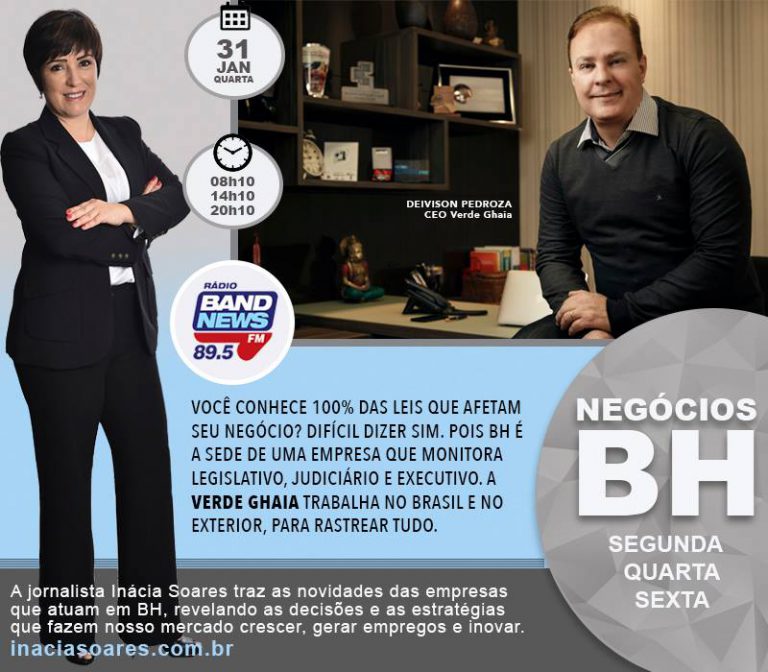 31
JAN
QUARTA
08h10
14h10
20h10
DEIVISON PEDROZA
CEO Verde Ghaia
RÁDIO
BAND
NEWS
FM
89.5
VOCÊ CONHECE 100% DAS LEIS QUE AFETAM
SEU NEGÓCIO? DIFÍCIL DIZER SIM. POIS BH É
A SEDE DE UMA EMPRESA QUE MONITORA
LEGISLATIVO, JUDICIÁRIO E EXECUTIVO. A
VERDE GHAIA TRABALHA NO BRASIL E NO
EXTERIOR, PARA RASTREAR TUDO.
NEGÓCIOS
BH
SEGUNDA
QUARTA
SEXTA
A jornalista Inácia Soares traz as novidades das empresas
que atuam em BH, revelando as decisões e as estratégias
que fazem nosso mercado crescer, gerar empregos e inovar.
inaciasoares.com.br